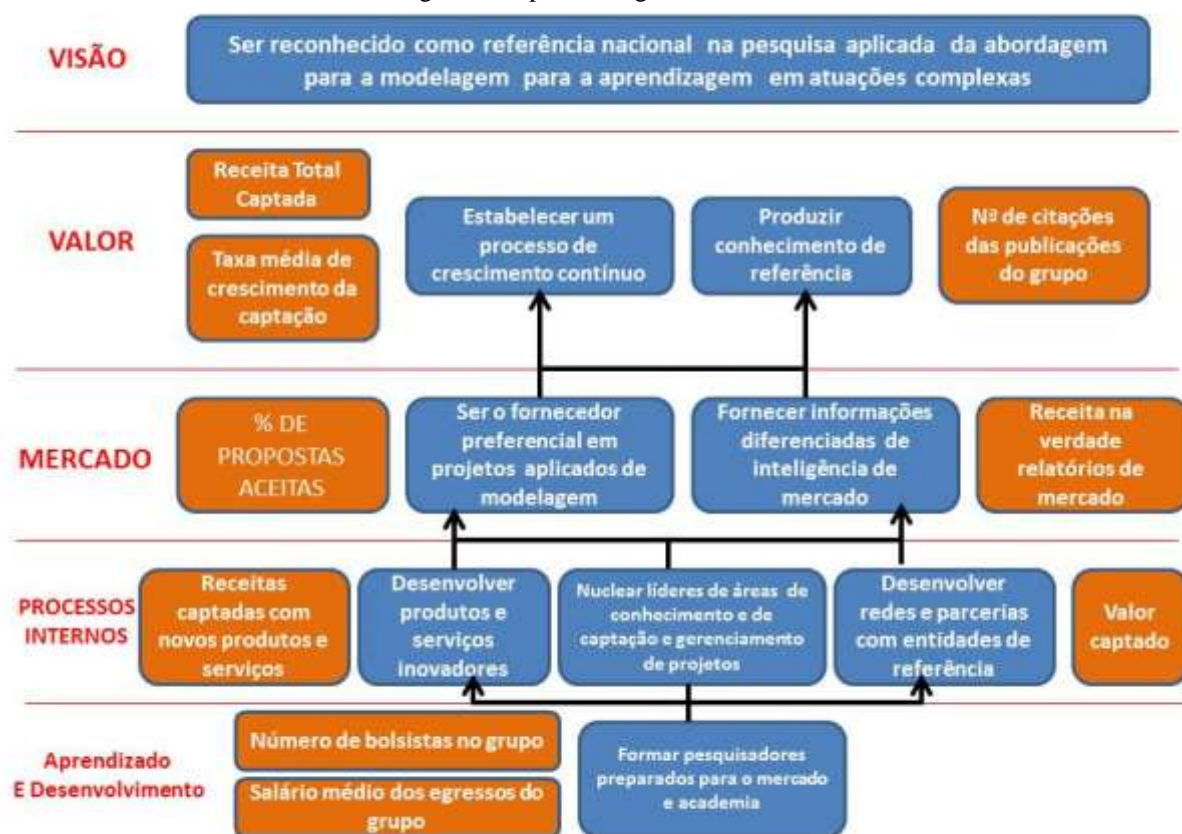 VISÃO
Ser reconhecido como referência nacional na pesquisa aplicada da abordagem
para a modelagem para a aprendizagem em atuações complexas
VALOR
Receita Total
Captada
Taxa média de
crescimento da
captação
Estabelecer um
processo de
crescimento contínuo
Produzir
conhecimento de
referência
Nª de citações
das publicações
do grupo
MERCADO
% DE
PROPOSTAS
ACEITAS
Ser o fornecedor
preferencial em
projetos aplicados de
modelagem
Fornecer informações
diferenciadas de
inteligência de
mercado
Receita na
verdade
relatórios de
mercado
PROCESSOS
INTERNOS
Receitas
captadas com
novos produtos e
serviços
Desenvolver
produtos e
serviços
inovadores
Nuclear líderes de áreas de
conhecimento e de
captação e gerenciamento
de projetos
Desenvolver
redes e parcerias
com entidades de
referência
Valor
captado
Aprendizado
E Desenvolvimento
Número de bolsistas no grupo
Salário médio dos egressos do
grupo
Formar pesquisadores
preparados para o mercado
e academia